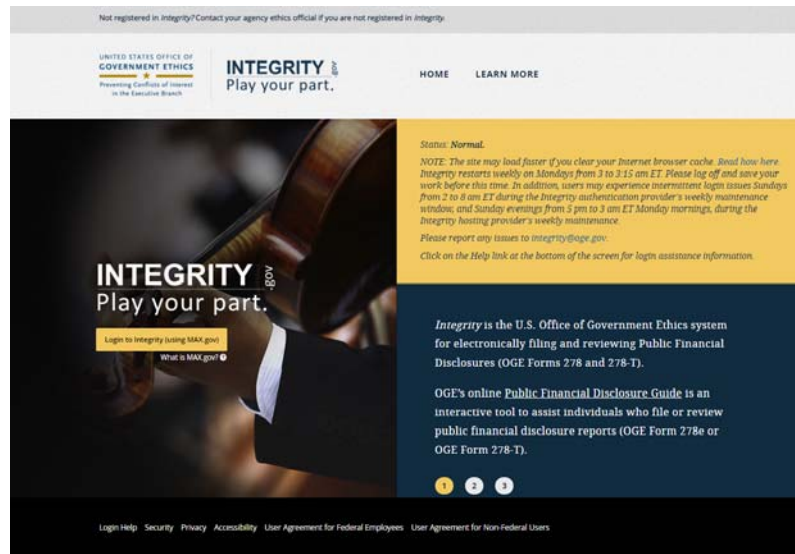 Not registered in Integrity? Contact your agency ethics official if you are not registered in Integrity.
UNITED STATES OFFICE OF
GOVERNMENT ETHICS
Preventing Conflicts of Interest
in the Executive Branch
INTEGRITY.gov
Play your part.
HOME LEARN MORE
Status: Normal.
NOTE: The site may load faster if you clear your Internet browser cache. Read how here.
Integrity restarts weekly on Mondays from 3 to 3:15 am ET. Please log off and save your
work before this time. In addition, users may experience intermittent login issues Sundays
from 2 to 8 am ET during the Integrity authentication provider's weekly maintenance
window, and Sunday evenings from 5 pm to 3 am ET Monday mornings, during the
Integrity hosting provider's weekly maintenance.
Please report any issues to integrity@oge.gov.
Click on the Help link at the bottom of the screen for login assistance information.
INTEGRITY.gov
Play your part.
Login to Integrity (using MAX.gov)
What is MAX.gov? ?
Integrity is the U.S. Office of Government Ethics system
for electronically filing and reviewing Public Financial
Disclosures (OGE Forms 278 and 278-T).
OGE's online Public Financial Disclosure Guide is an
interactive tool to assist individuals who file or review
public financial disclosure reports (OGE Form 278e or
OGE Form 278-T).
1 2 3
Login Help Security Privacy Accessibility User Agreement for Federal Employees User Agreement for Non-Federal Users